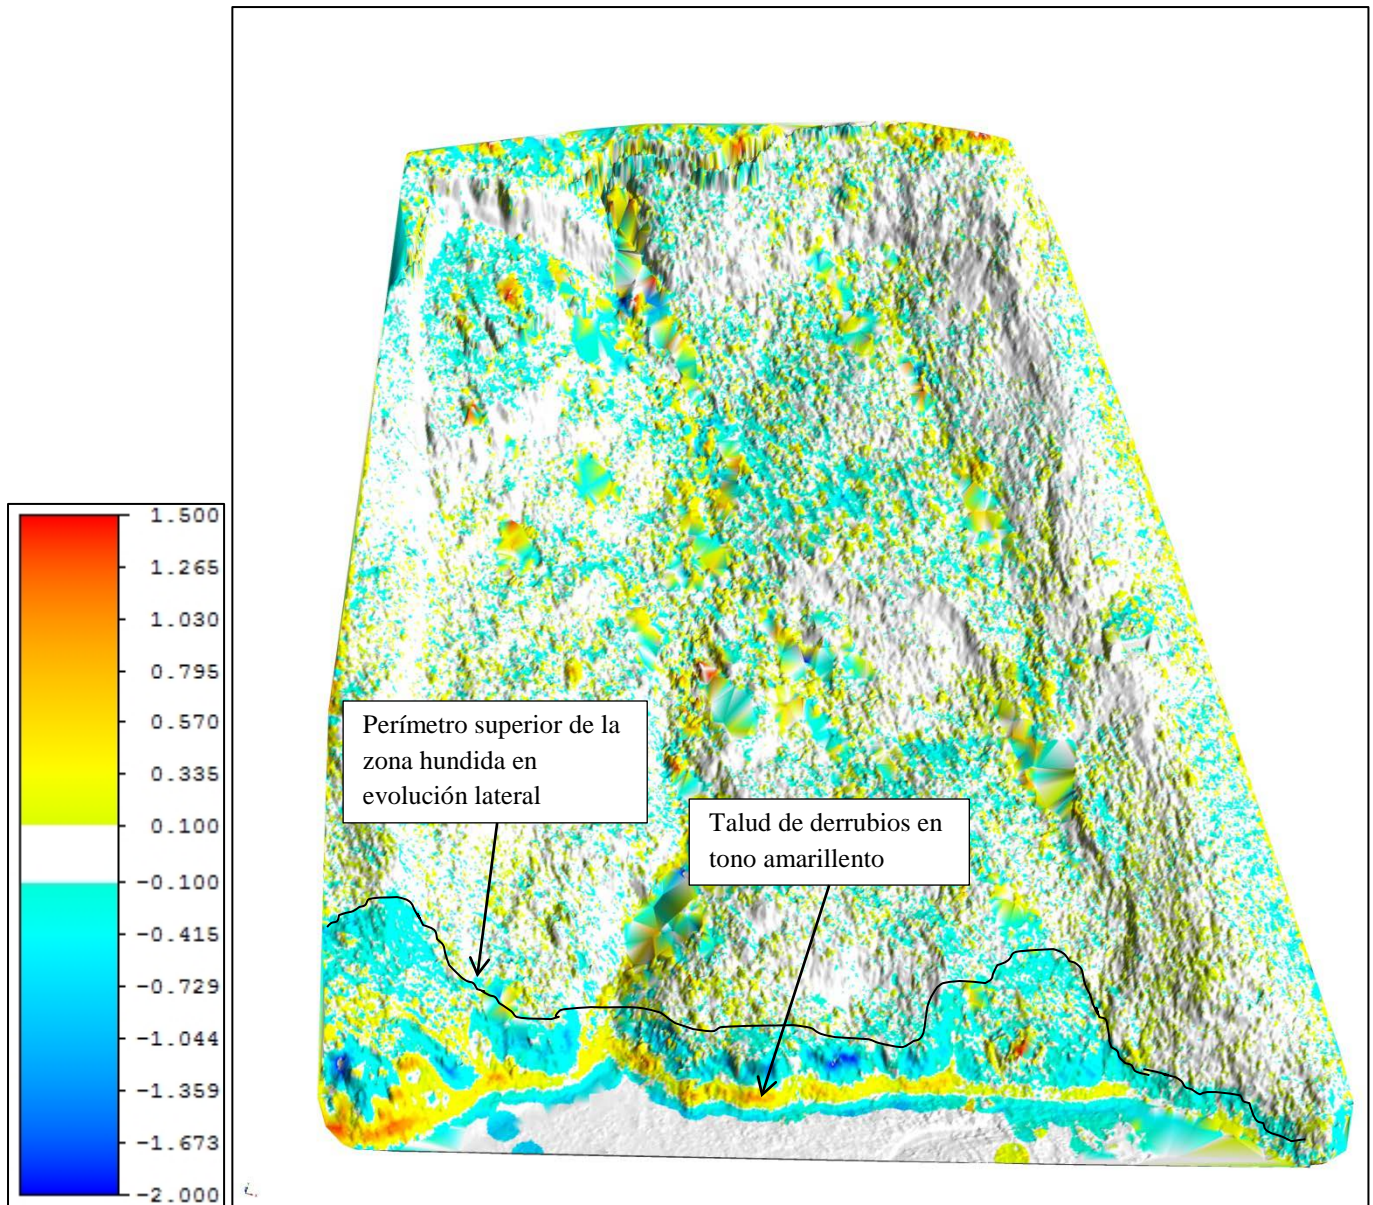 1.500
1.265
1.030
0.795
0.570
0.335
0.100
-0.100
-0.415
-0.729
-1.044
-1.359
-1.673
-2.000
Perímetro superior de la
zona hundida en
evolución lateral
Talud de derrubios en
tono amarillento